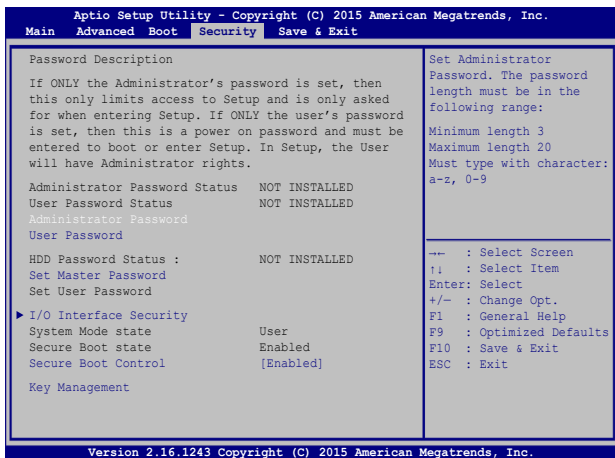 Aptio Setup Utility - Copyright (C) 2015 American Megatrends, Inc.
Main Advanced Boot Security Save & Exit
Password Description
If ONLY the Administrator's password is set, then
this only limits access to Setup and is only asked
for when entering Setup. If ONLY the user's password
is set, then this is a power on password and must be
entered to boot or enter Setup. In Setup, the User
will have Administrator rights.
Administrator Password Status NOT INSTALLED
User Password Status NOT INSTALLED
Administrator Password
User Password
HDD Password Status : NOT INSTALLED
Set Master Password
Set User Password
▶ I/O Interface Security
System Mode state User
Secure Boot state Enabled
Secure Boot Control [Enabled]
Key Management
Set Administrator
Password. The password
length must be in the
following range:
Minimum length 3
Maximum length 20
Must type with character:
a-z, 0-9
→← : Select Screen
↑↓ : Select Item
Enter: Select
+/— : Change Opt.
F1 : General Help
F9 : Optimized Defaults
F10 : Save & Exit
ESC : Exit
Version 2.16.1243 Copyright (C) 2015 American Megatrends, Inc.